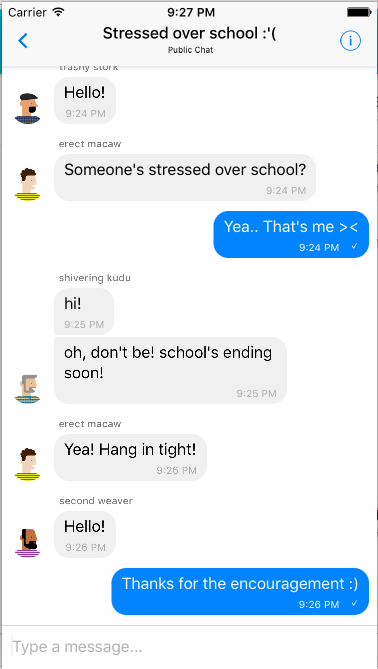 Carrier 9:27 PM
Stressed over school :'(
Public Chat
trashy stork
Hello!
9:24 PM
erect macaw
Someone's stressed over school?
9:24 PM
Yea.. That's me ><
9:24 PM ✓
shivering kudu
hi!
9:25 PM
oh, don't be! school's ending
soon!
9:25 PM
erect macaw
Yea! Hang in tight!
9:26 PM
second weaver
Hello!
9:26 PM
Thanks for the encouragement :)
9:26 PM ✓
Type a message...